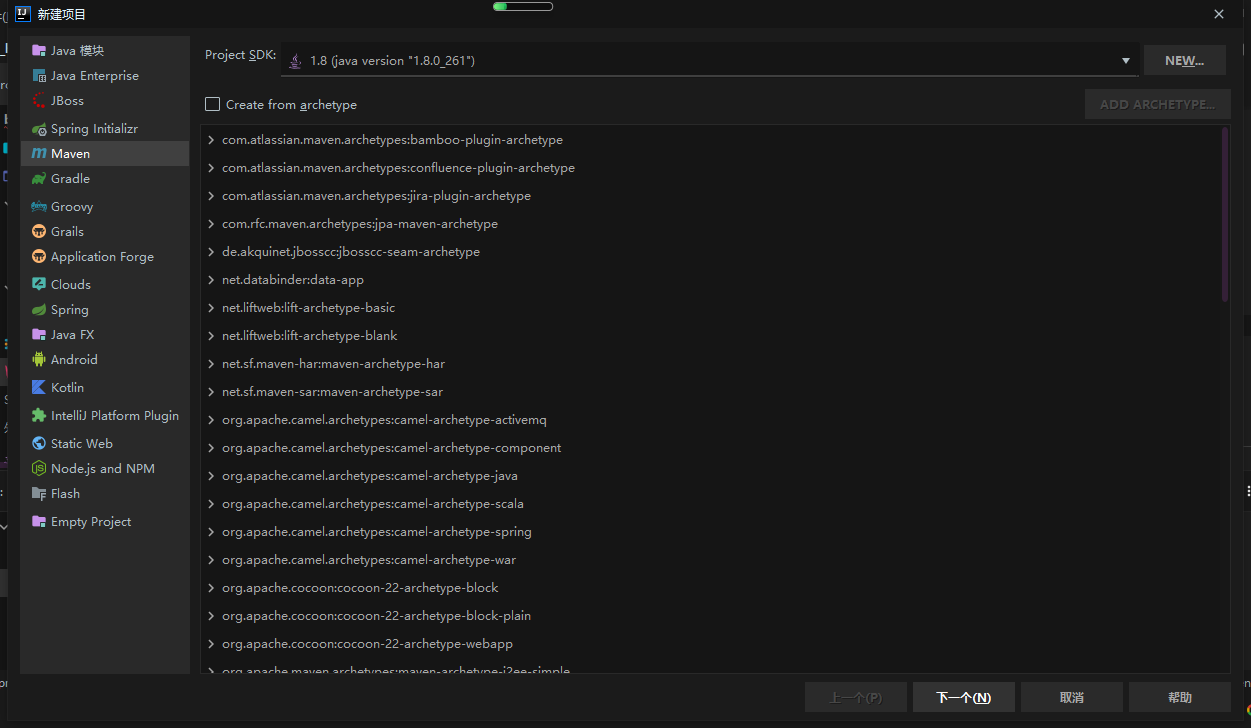 新建项目
Java 模块
Java Enterprise
JBoss
Spring Initializr
Maven
Gradle
Groovy
Grails
Application Forge
Clouds
Spring
Java FX
Android
Kotlin
IntelliJ Platform Plugin
Static Web
Node.js and NPM
Flash
Empty Project
Project SDK: 1.8 (java version "1.8.0_261") NEW...
Create from archetype ADD ARCHETYPE...
com.atlassian.maven.archetypes:bamboo-plugin-archetype
com.atlassian.maven.archetypes:confluence-plugin-archetype
com.atlassian.maven.archetypes:jira-plugin-archetype
com.rfc.maven.archetypes:jpa-maven-archetype
de.akquinet.jbosscc:jbosscc-seam-archetype
net.databinder:data-app
net.liftweb:lift-archetype-basic
net.liftweb:lift-archetype-blank
net.sf.maven-har:maven-archetype-har
net.sf.maven-sar:maven-archetype-sar
org.apache.camel.archetypes:camel-archetype-activemq
org.apache.camel.archetypes:camel-archetype-component
org.apache.camel.archetypes:camel-archetype-java
org.apache.camel.archetypes:camel-archetype-scala
org.apache.camel.archetypes:camel-archetype-spring
org.apache.camel.archetypes:camel-archetype-war
org.apache.cocoon:cocoon-22-archetype-block
org.apache.cocoon:cocoon-22-archetype-block-plain
org.apache.cocoon:cocoon-22-archetype-webapp
org.apache.maven.archetypes:maven-archetype-j2ee-simple
上一个(P) 下一个(N) 取消 帮助